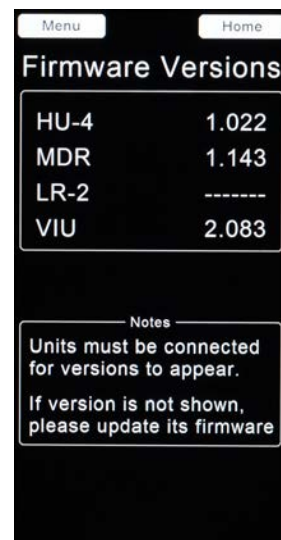 Menu Home
Firmware Versions
HU-4 1.022
MDR 1.143
LR-2 -------
VIU 2.083
Notes
Units must be connected
for versions to appear.
If version is not shown,
please update its firmware